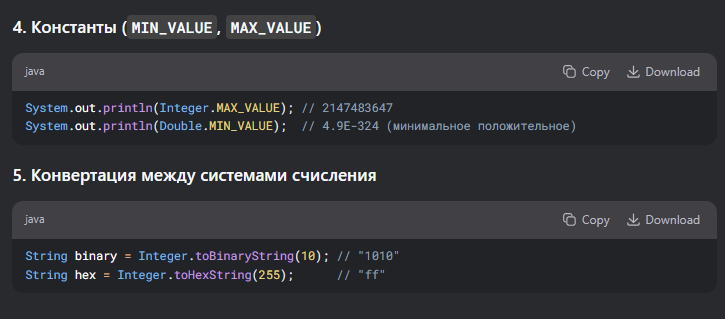 4. Константы (MIN_VALUE, MAX_VALUE)
java Copy Download
System.out.println(Integer.MAX_VALUE); // 2147483647
System.out.println(Double.MIN_VALUE);  // 4.9E-324 (минимальное положительное)
5. Конвертация между системами счисления
java Copy Download
String binary = Integer.toBinaryString(10); // "1010"
String hex = Integer.toHexString(255);      // "ff"